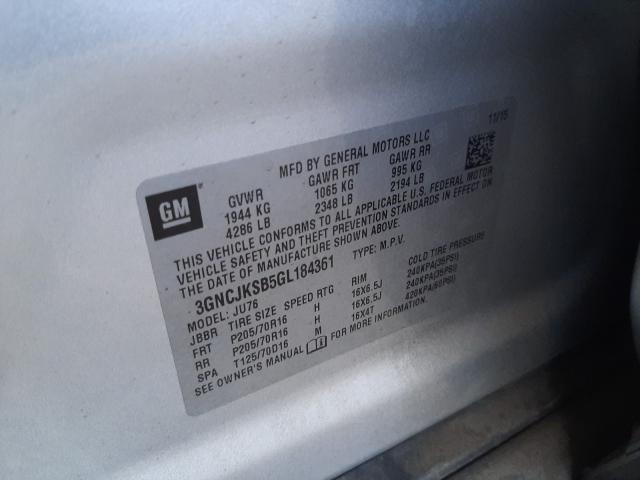 11/15
MFD BY GENERAL MOTORS LLC
GM
GVWR GAWR FRT GAWR RR
1944 KG 1065 KG 995 KG
4286 LB 2348 LB 2194 LB
THIS VEHICLE CONFORMS TO ALL APPLICABLE U.S. FEDERAL MOTOR
VEHICLE SAFETY AND THEFT PREVENTION STANDARDS IN EFFECT ON
THE DATE OF MANUFACTURE SHOWN ABOVE.
3GNCJKSB5GL184361 TYPE: M.P.V.
MODEL: JU76
JBBR TIRE SIZE SPEED RTG RIM COLD TIRE PRESSURE
FRT P205/70R16 H 16X6.5J 240KPA(35PSI)
RR P205/70R16 H 16X6.5J 240KPA(35PSI)
SPA T125/70D16 M 16X4T 420KPA(60PSI)
SEE OWNER'S MANUAL FOR MORE INFORMATION.